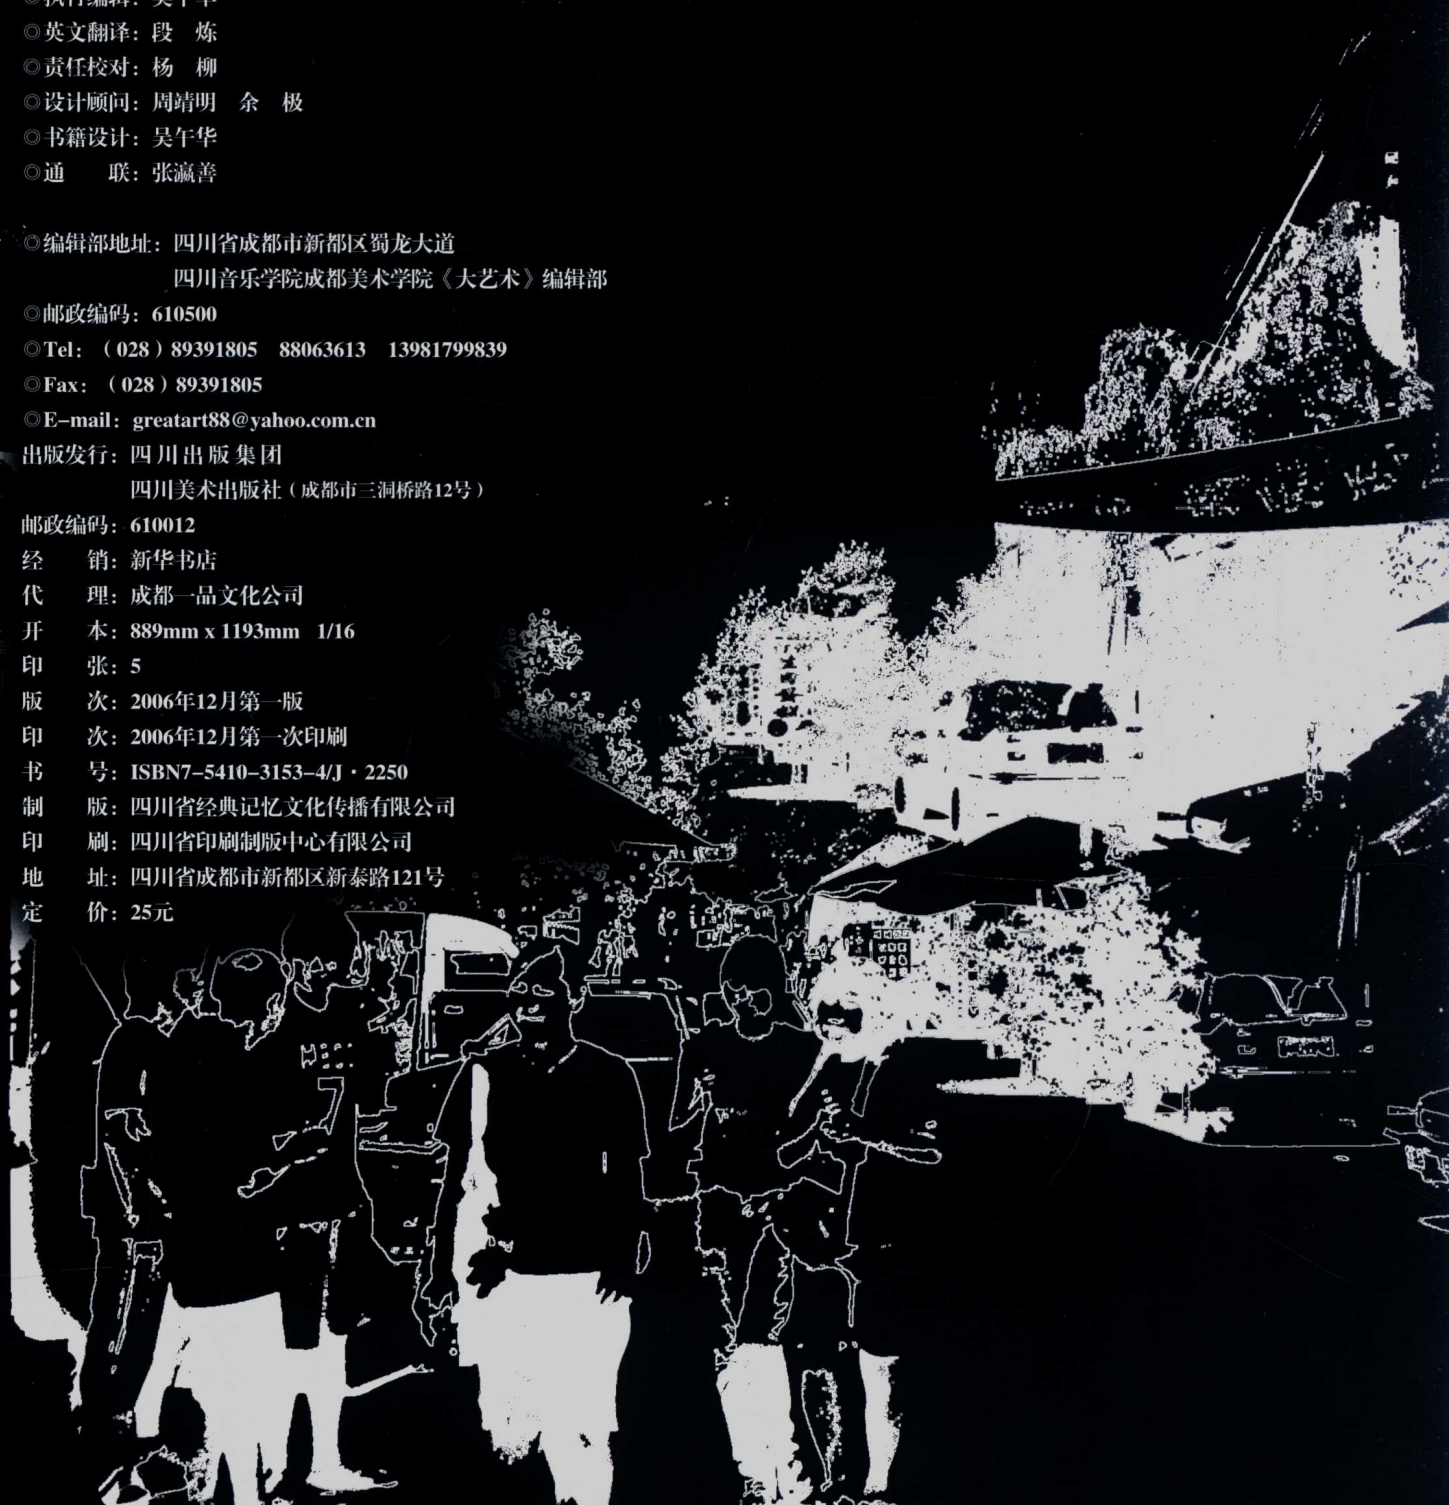 ◎英文翻译：段　炼
◎责任校对：杨　柳
◎设计顾问：周靖明　余　极
◎书籍设计：吴午华
◎通　　联：张瀛善
◎编辑部地址：四川省成都市新都区蜀龙大道
四川音乐学院成都美术学院《大艺术》编辑部
◎邮政编码：610500
◎Tel：（028）89391805　88063613　13981799839
◎Fax：（028）89391805
◎E-mail：greatart88@yahoo.com.cn
出版发行：四川出版集团
四川美术出版社（成都市三洞桥路12号）
邮政编码：610012
经　　销：新华书店
代　　理：成都一品文化公司
开　　本：889mm x 1193mm　1/16
印　　张：5
版　　次：2006年12月第一版
印　　次：2006年12月第一次印刷
书　　号：ISBN7-5410-3153-4/J・2250
制　　版：四川省经典记忆文化传播有限公司
印　　刷：四川省印刷制版中心有限公司
地　　址：四川省成都市新都区新泰路121号
定　　价：25元